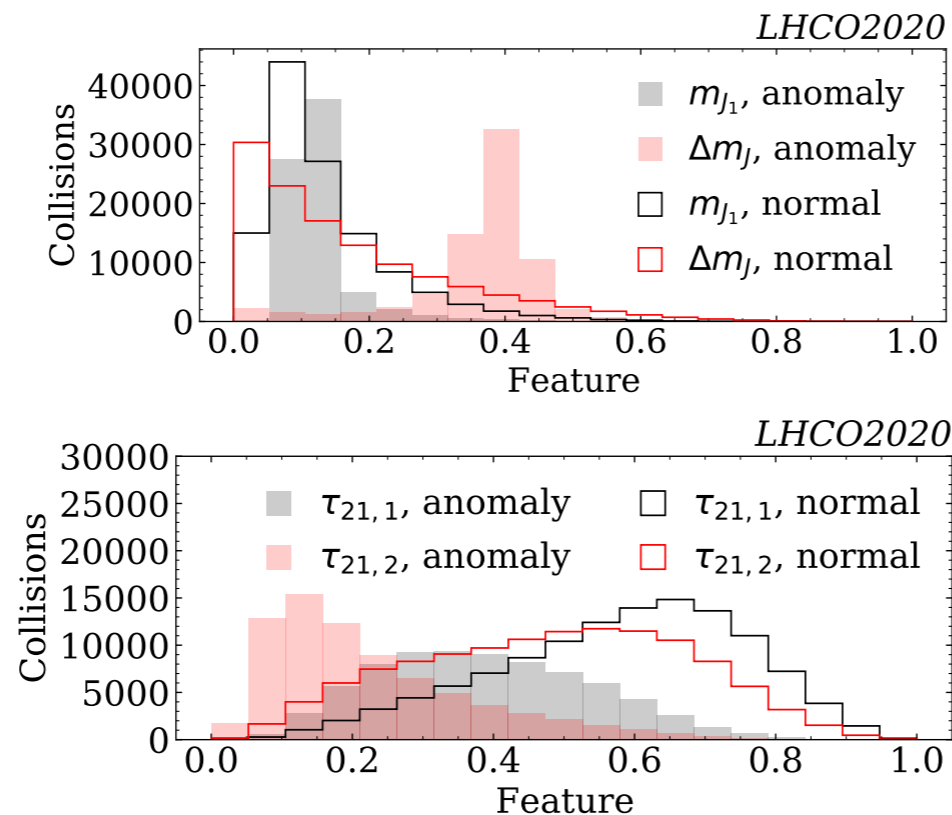 LHCO2020
40000
30000
20000
10000
0
Collisions
m_{J_1}, anomaly
Δm_J, anomaly
m_{J_1}, normal
Δm_J, normal
0.0 0.2 0.4 0.6 0.8 1.0
Feature
LHCO2020
30000
25000
20000
15000
10000
5000
0
Collisions
τ_{21,1}, anomaly τ_{21,1}, normal
τ_{21,2}, anomaly τ_{21,2}, normal
0.0 0.2 0.4 0.6 0.8 1.0
Feature